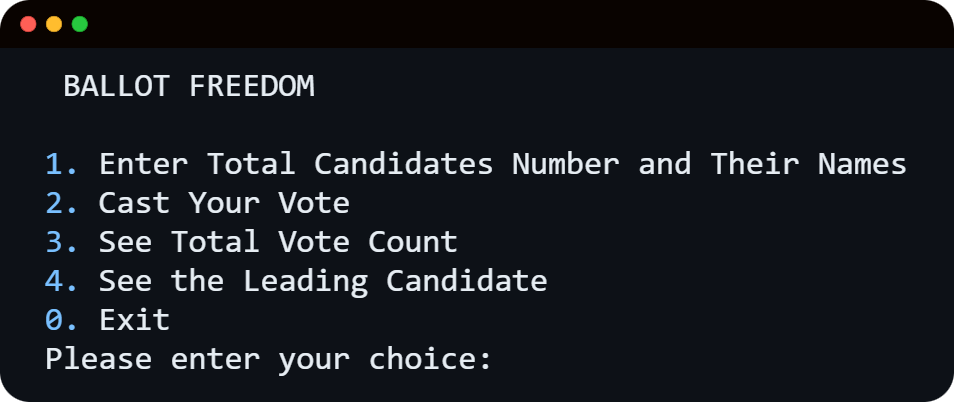 BALLOT FREEDOM
1. Enter Total Candidates Number and Their Names
2. Cast Your Vote
3. See Total Vote Count
4. See the Leading Candidate
0. Exit
Please enter your choice: